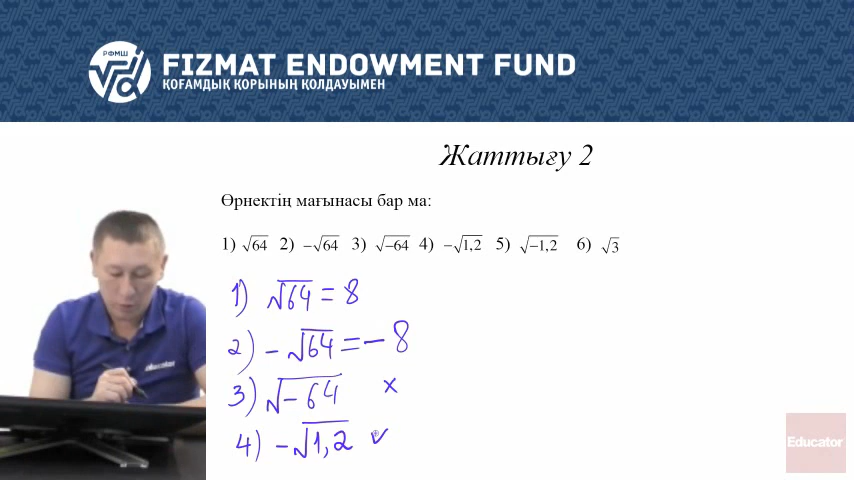 РФМШ
FIZMAT ENDOWMENT FUND
ҚОҒАМДЫҚ ҚОРЫНЫҢ ҚОЛДАУЫМЕН
Жаттығу 2
Өрнектің мағынасы бар ма:
1) √64 2) −√64 3) √−64 4) −√1,2 5) √−1,2 6) √3
1) √64 = 8
2) −√64 = −8
3) √−64 ×
4) −√1,2 ✓
Educator